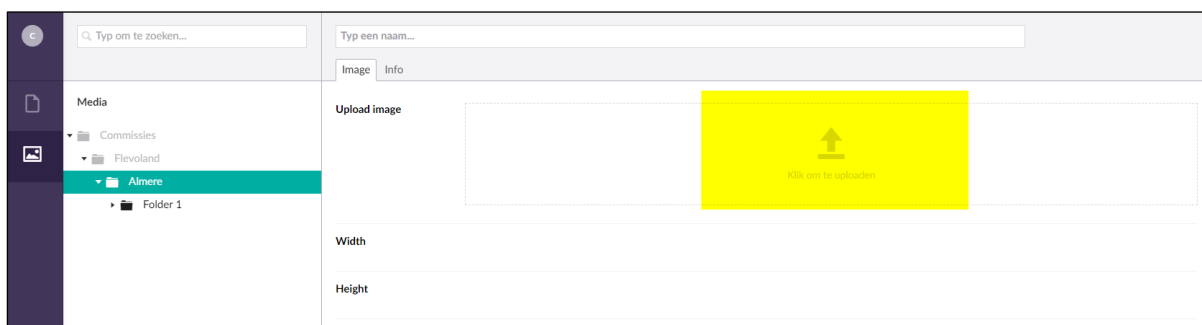 C
Typ om te zoeken...
Typ een naam...
Image Info
Media
Commissies
Flevoland
Almere
Folder 1
Upload image
Klik om te uploaden
Width
Height